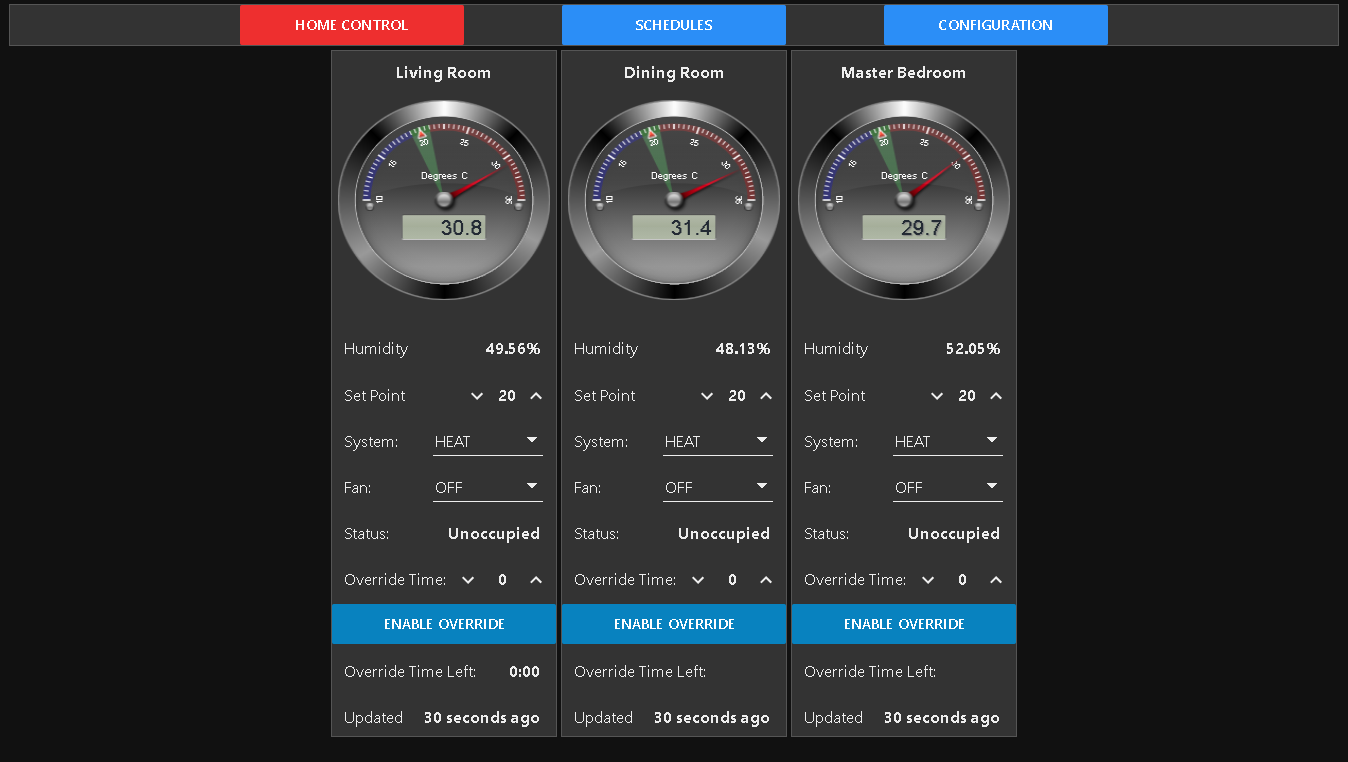 HOME CONTROL SCHEDULES CONFIGURATION
Living Room
10 15 20 25 30 35
Degrees C
30.8
Humidity 49.56%
Set Point 20
System: HEAT
Fan: OFF
Status: Unoccupied
Override Time: 0
ENABLE OVERRIDE
Override Time Left: 0:00
Updated 30 seconds ago
Dining Room
10 15 20 25 30 35
Degrees C
31.4
Humidity 48.13%
Set Point 20
System: HEAT
Fan: OFF
Status: Unoccupied
Override Time: 0
ENABLE OVERRIDE
Override Time Left:
Updated 30 seconds ago
Master Bedroom
10 15 20 25 30 35
Degrees C
29.7
Humidity 52.05%
Set Point 20
System: HEAT
Fan: OFF
Status: Unoccupied
Override Time: 0
ENABLE OVERRIDE
Override Time Left:
Updated 30 seconds ago